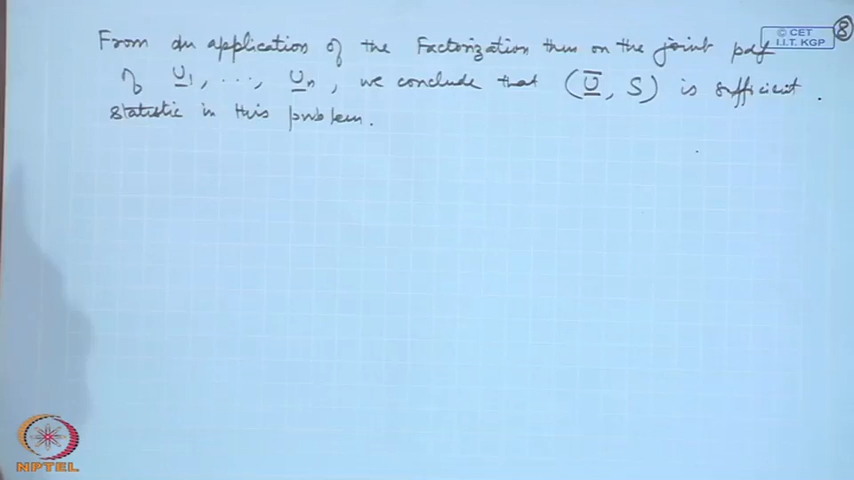 From an application of the Factorization thm on the joint pdf
of U1, ..., Un, we conclude that (Ū, S) is sufficient
statistic in this problem.
© CET
I.I.T. KGP
8
NPTEL